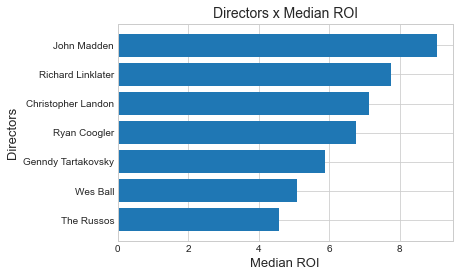 Directors x Median ROI
Directors
John Madden
Richard Linklater
Christopher Landon
Ryan Coogler
Genndy Tartakovsky
Wes Ball
The Russos
0 2 4 6 8
Median ROI